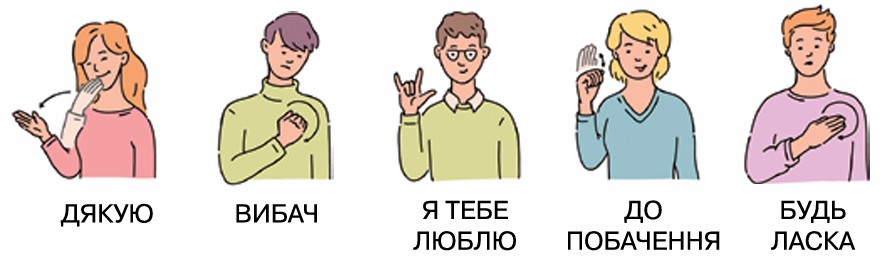 ДЯКУЮ
ВИБАЧ
Я ТЕБЕ
ЛЮБЛЮ
ДО
ПОБАЧЕННЯ
БУДЬ
ЛАСКА